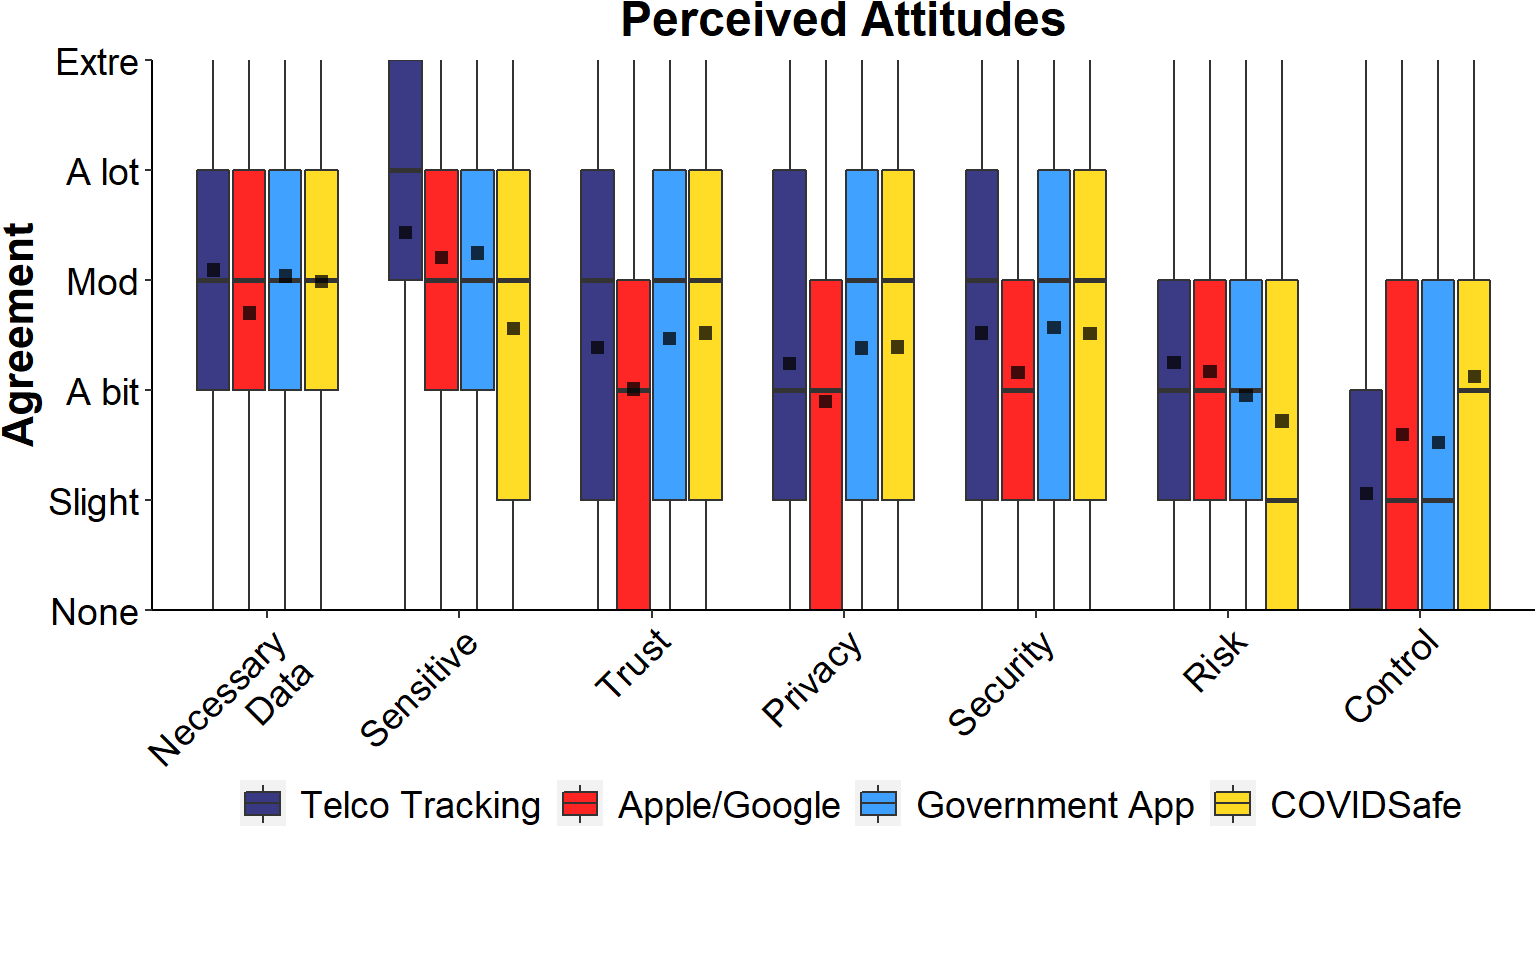 Perceived Attitudes
Agreement
Extre
A lot
Mod
A bit
Slight
None
Necessary
Data
Sensitive
Trust
Privacy
Security
Risk
Control
Telco Tracking Apple/Google Government App COVIDSafe